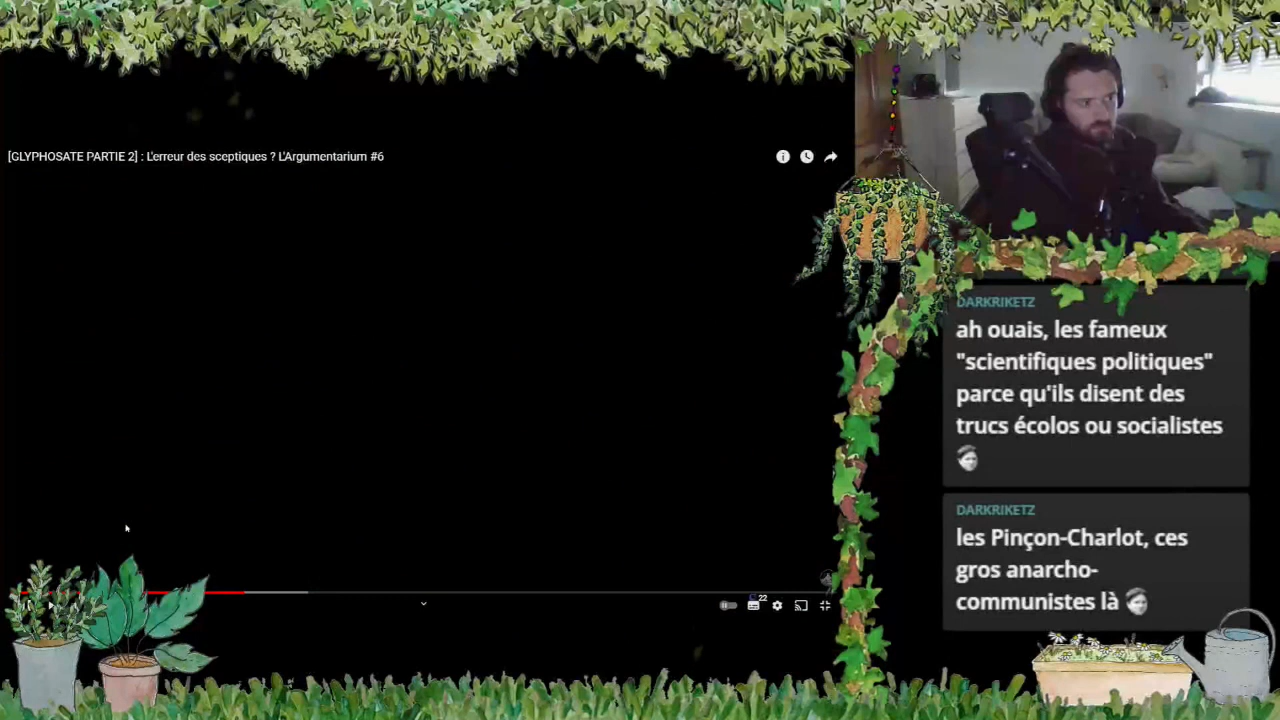 [GLYPHOSATE PARTIE 2] : L'erreur des sceptiques ? L'Argumentarium #6
DARKRIKETZ
ah ouais, les fameux
"scientifiques politiques"
parce qu'ils disent des
trucs écolos ou socialistes
DARKRIKETZ
les Pinçon-Charlot, ces
gros anarcho-
communistes là
22